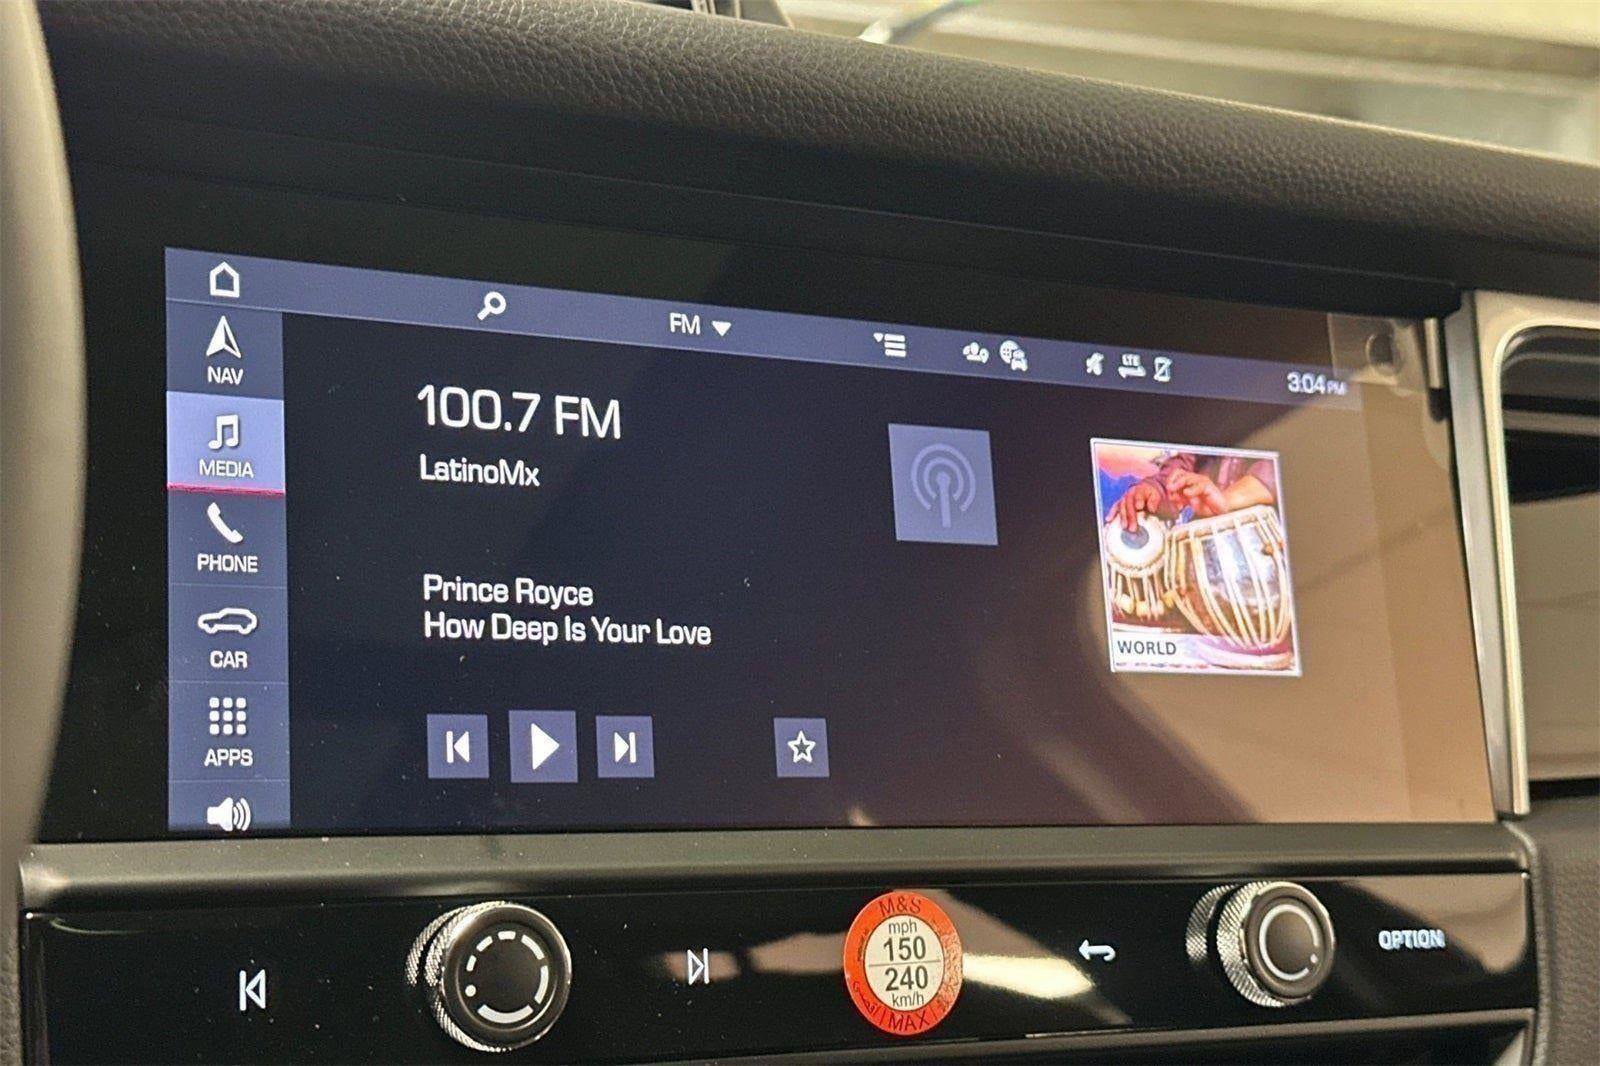 FM
LTE
3:04 PM
NAV
MEDIA
PHONE
CAR
APPS
100.7 FM
LatinoMx
Prince Royce
How Deep Is Your Love
WORLD
M&S
mph
150
240
km/h
MAX
OPTION